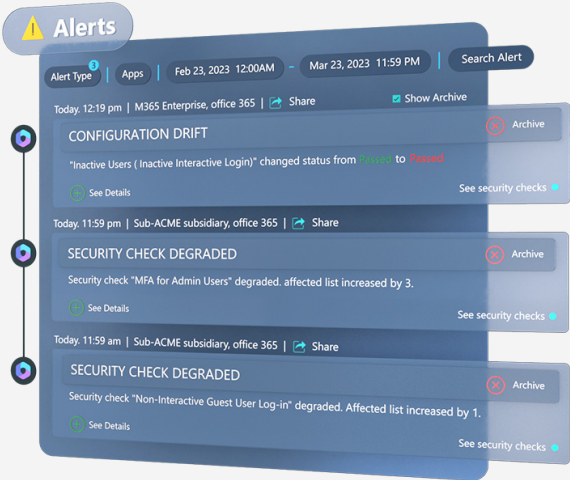 Alerts
3
Alert Type Apps Feb 23, 2023 12:00AM - Mar 23, 2023 11:59 PM Search Alert
Today. 12:19 pm | M365 Enterprise, office 365 | Share Show Archive
CONFIGURATION DRIFT Archive
"Inactive Users ( Inactive Interactive Login)" changed status from Passed to Passed
See Details See security checks
Today. 11:59 pm | Sub-ACME subsidiary, office 365 | Share
SECURITY CHECK DEGRADED Archive
Security check "MFA for Admin Users" degraded. affected list increased by 3.
See Details See security checks
Today. 11:59 am | Sub-ACME subsidiary, office 365 | Share
SECURITY CHECK DEGRADED Archive
Security check "Non-Interactive Guest User Log-in" degraded. Affected list increased by 1.
See Details See security checks